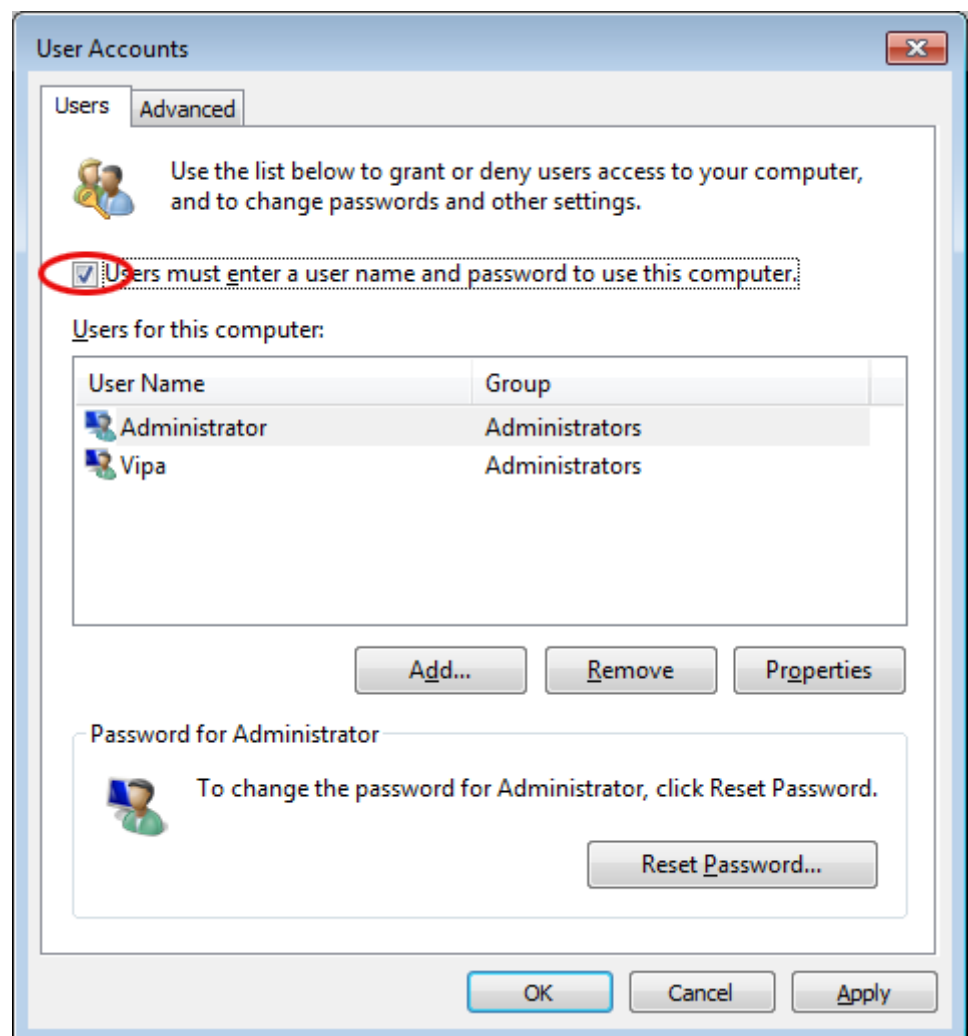 User Accounts
Users
Advanced
Use the list below to grant or deny users access to your computer,
and to change passwords and other settings.
Users must enter a user name and password to use this computer.
Users for this computer:
User Name Group
Administrator Administrators
Vipa Administrators
Add... Remove Properties
Password for Administrator
To change the password for Administrator, click Reset Password.
Reset Password...
OK Cancel Apply